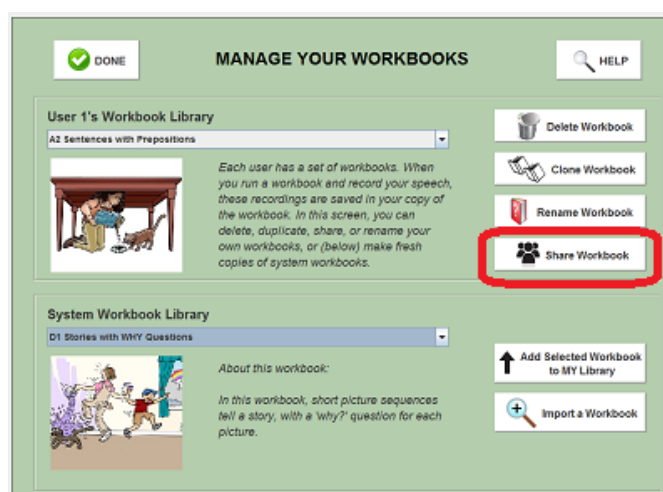 DONE
MANAGE YOUR WORKBOOKS
HELP
User 1's Workbook Library
A2 Sentences with Prepositions
Each user has a set of workbooks. When
you run a workbook and record your speech,
these recordings are saved in your copy of
the workbook. In this screen, you can
delete, duplicate, share, or rename your
own workbooks, or (below) make fresh
copies of system workbooks.
Delete Workbook
Clone Workbook
Rename Workbook
Share Workbook
System Workbook Library
D1 Stories with WHY Questions
About this workbook:
In this workbook, short picture sequences
tell a story, with a 'why?' question for each
picture.
Add Selected Workbook
to MY Library
Import a Workbook